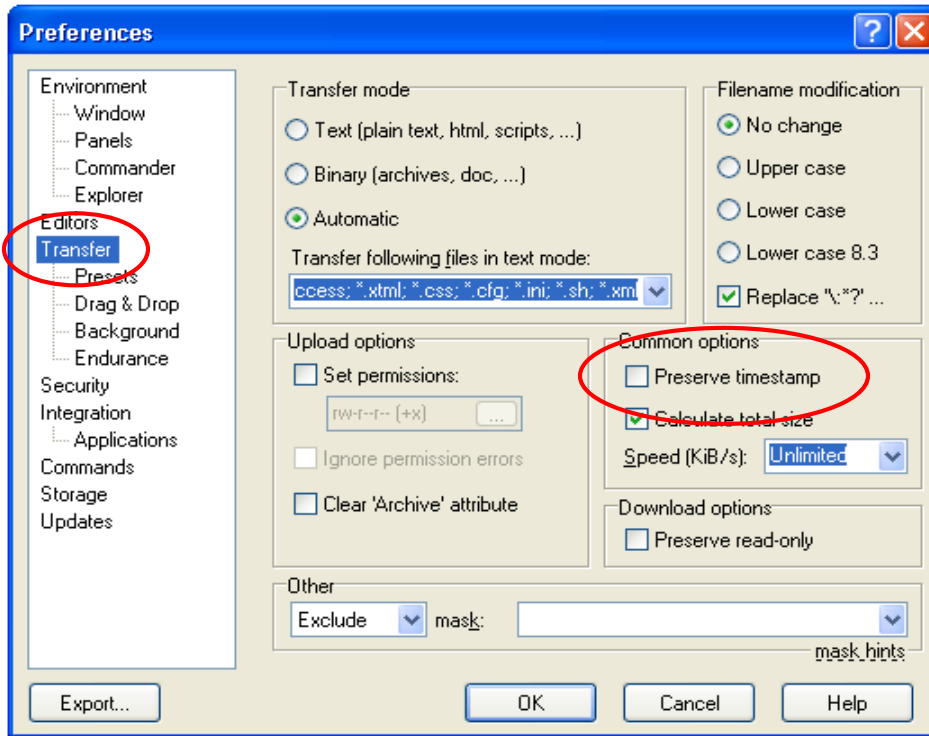 Preferences
Environment
Window
Panels
Commander
Explorer
Editors
Transfer
Presets
Drag & Drop
Background
Endurance
Security
Integration
Applications
Commands
Storage
Updates
Transfer mode
Text (plain text, html, scripts, ...)
Binary (archives, doc, ...)
Automatic
Transfer following files in text mode:
ccess; *.xtml; *.css; *.cfg; *.ini; *.sh; *.xml
Filename modification
No change
Upper case
Lower case
Lower case 8.3
Replace '\:*?' ...
Upload options
Set permissions:
rw-r--r-- (+x)
...
Ignore permission errors
Clear 'Archive' attribute
Common options
Preserve timestamp
Calculate total size
Speed (KiB/s): Unlimited
Download options
Preserve read-only
Other
Exclude mask:
mask hints
Export... OK Cancel Help